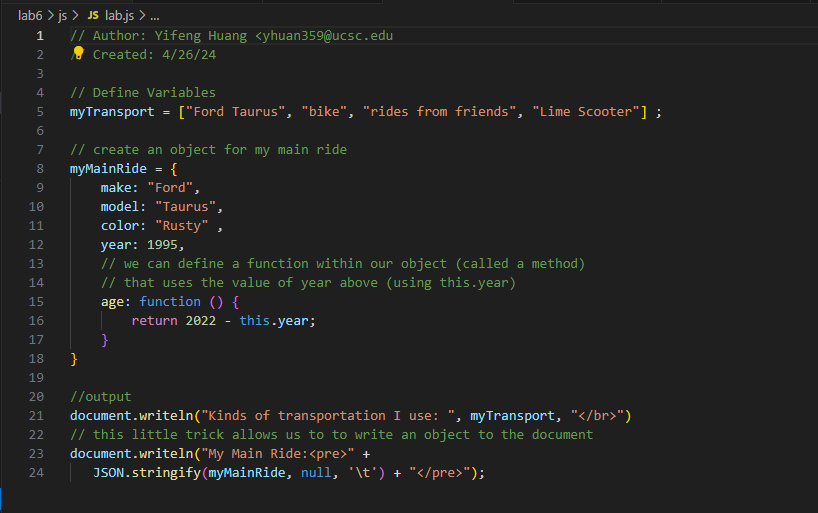 lab6 > js > JS lab.js > ...
1 // Author: Yifeng Huang <yhuan359@ucsc.edu
2 // Created: 4/26/24
3
4 // Define Variables
5 myTransport = ["Ford Taurus", "bike", "rides from friends", "Lime Scooter"] ;
6
7 // create an object for my main ride
8 myMainRide = {
9     make: "Ford",
10     model: "Taurus",
11     color: "Rusty" ,
12     year: 1995,
13     // we can define a function within our object (called a method)
14     // that uses the value of year above (using this.year)
15     age: function () {
16         return 2022 - this.year;
17     }
18 }
19
20 //output
21 document.writeln("Kinds of transportation I use: ", myTransport, "</br>")
22 // this little trick allows us to to write an object to the document
23 document.writeln("My Main Ride:<pre>" +
24    JSON.stringify(myMainRide, null, '\t') + "</pre>");